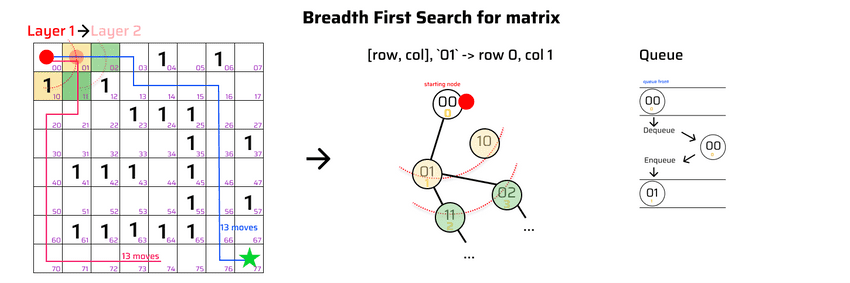 Breadth First Search for matrix
Layer 1 → Layer 2
[row, col], `01` -> row 0, col 1
Queue
1 1
00 01 02 03 04 05 06 07
1 1
10 11 12 13 14 15 16 17
1 1 1
20 21 22 23 24 25 26 27
1 1
30 31 32 33 34 35 36 37
1 1 1 1
40 41 42 43 44 45 46 47
1 1
50 51 52 53 54 55 56 57
1 1 1 1 1
13 moves
60 61 62 63 64 65 66 67
13 moves
70 71 72 73 74 75 76 77
→
starting node
00
0
10
01
02
3
11
2
...
...
queue front
00
Dequeue
00
Enqueue
01